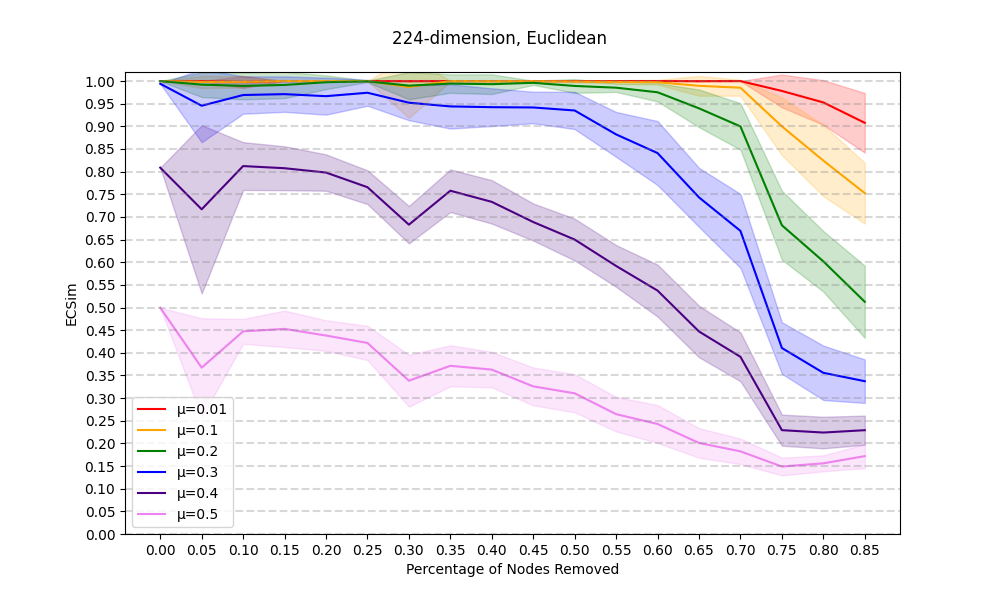 224-dimension, Euclidean
ECSim
1.00
0.95
0.90
0.85
0.80
0.75
0.70
0.65
0.60
0.55
0.50
0.45
0.40
0.35
0.30
0.25
0.20
0.15
0.10
0.05
0.00
μ=0.01
μ=0.1
μ=0.2
μ=0.3
μ=0.4
μ=0.5
0.00 0.05 0.10 0.15 0.20 0.25 0.30 0.35 0.40 0.45 0.50 0.55 0.60 0.65 0.70 0.75 0.80 0.85
Percentage of Nodes Removed